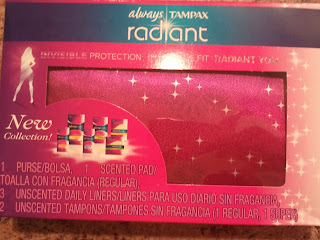 always TAMPAX
radiant
INVISIBLE PROTECTION. FIT RADIANT YOU
New
Collection!
1 PURSE/BOLSA, 1 SCENTED PAD/
TOALLA CON FRAGANCIA (REGULAR),
3 UNSCENTED DAILY LINERS/LINERS PARA USO DIARIO SIN FRAGANCIA,
2 UNSCENTED TAMPONS/TAMPONES SIN FRAGANCIA (1 REGULAR, 1 SUPER)